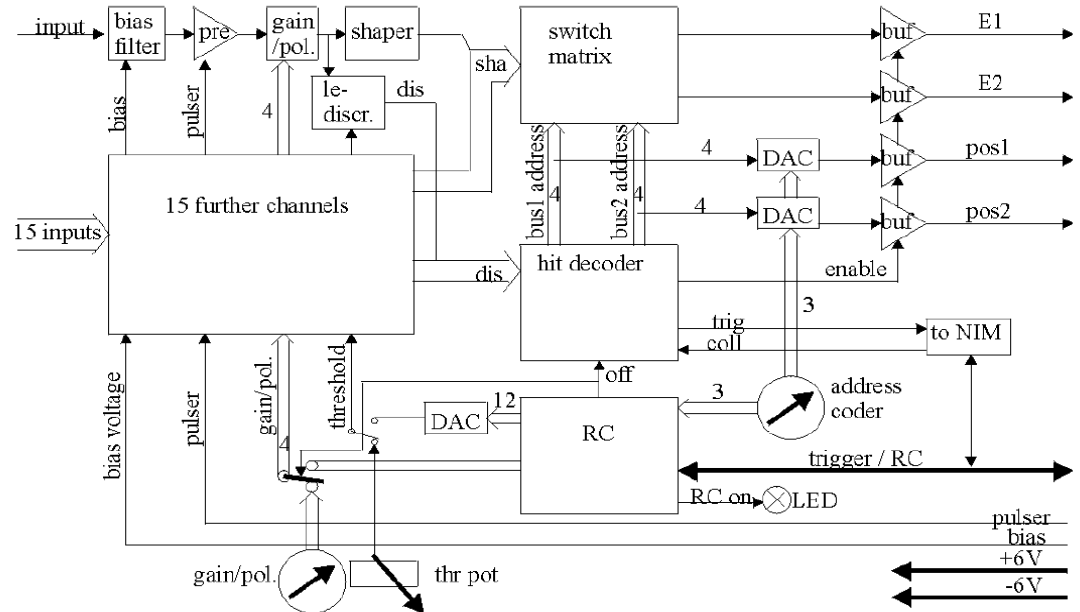 input
bias
filter
pre
gain
/pol.
shaper
sha
switch
matrix
buf
E1
le-
discr.
dis
buf
E2
bias
pulser
4
bus1 address
4
bus2 address
4
4
DAC
buf
pos1
4
DAC
buf
pos2
15 further channels
15 inputs
dis
hit decoder
enable
3
trig
coll
to NIM
off
bias voltage
pulser
gain/pol.
4
threshold
DAC
12
RC
3
address
coder
trigger / RC
RC on
LED
pulser
bias
gain/pol.
thr pot
+6V
-6V